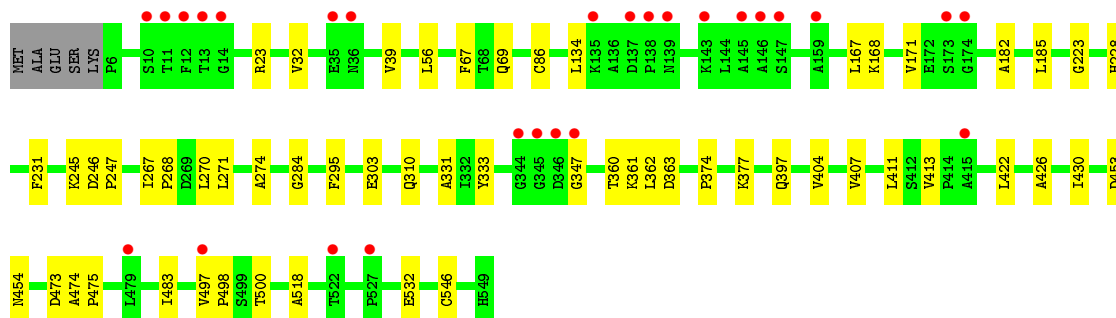 MET ALA GLU SER LYS P6 S10 T11 F12 T13 G14 R23 V32 E35 N36 V39 L56 F67 T68 Q69 C86 L134 K135 A136 D137 P138 N139 K143 L144 A145 A146 S147 A159 L167 K168 V171 E172 S173 G174 A182 L185 G223 H228
F231 K245 D246 P247 I267 P268 D269 L270 L271 A274 G284 F295 E303 Q310 A331 I332 Y333 G344 G345 D346 G347 T360 K361 L362 D363 P374 K377 Q397 V404 V407 L411 S412 V413 P414 A415 L422 A426 I430 D453
N454 D473 A474 P475 L479 I483 V497 P498 S499 T500 A518 T522 P527 E532 C546 H549